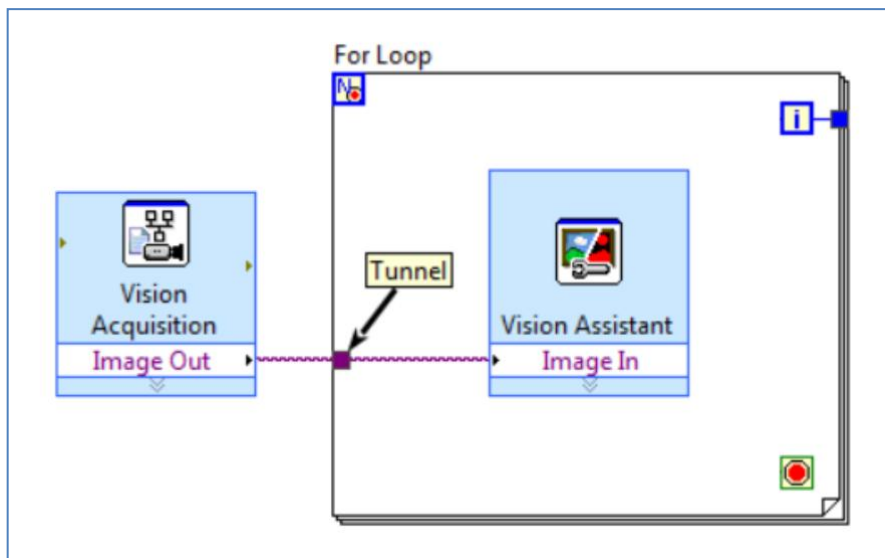 For Loop
N
i
Tunnel
Vision
Acquisition
Image Out
Vision Assistant
Image In